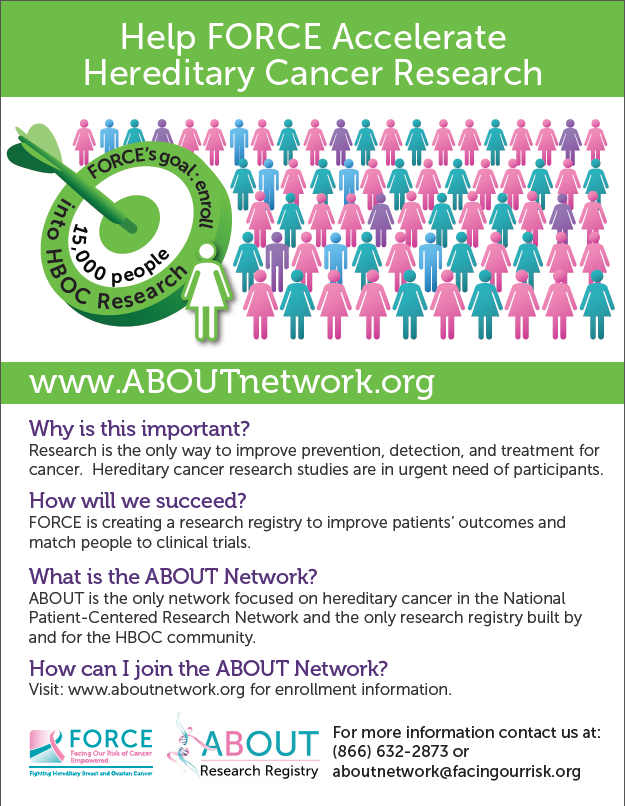 Help FORCE Accelerate
Hereditary Cancer Research
FORCE's goal: enroll
15,000 people
into HBOC Research
www.ABOUTnetwork.org
Why is this important?
Research is the only way to improve prevention, detection, and treatment for
cancer.  Hereditary cancer research studies are in urgent need of participants.
How will we succeed?
FORCE is creating a research registry to improve patients' outcomes and
match people to clinical trials.
What is the ABOUT Network?
ABOUT is the only network focused on hereditary cancer in the National
Patient-Centered Research Network and the only research registry built by
and for the HBOC community.
How can I join the ABOUT Network?
Visit: www.aboutnetwork.org for enrollment information.
FORCE
Facing Our Risk of Cancer
Empowered
Fighting Hereditary Breast and Ovarian Cancer
ABOUT
Research Registry
For more information contact us at:
(866) 632-2873 or
aboutnetwork@facingourrisk.org